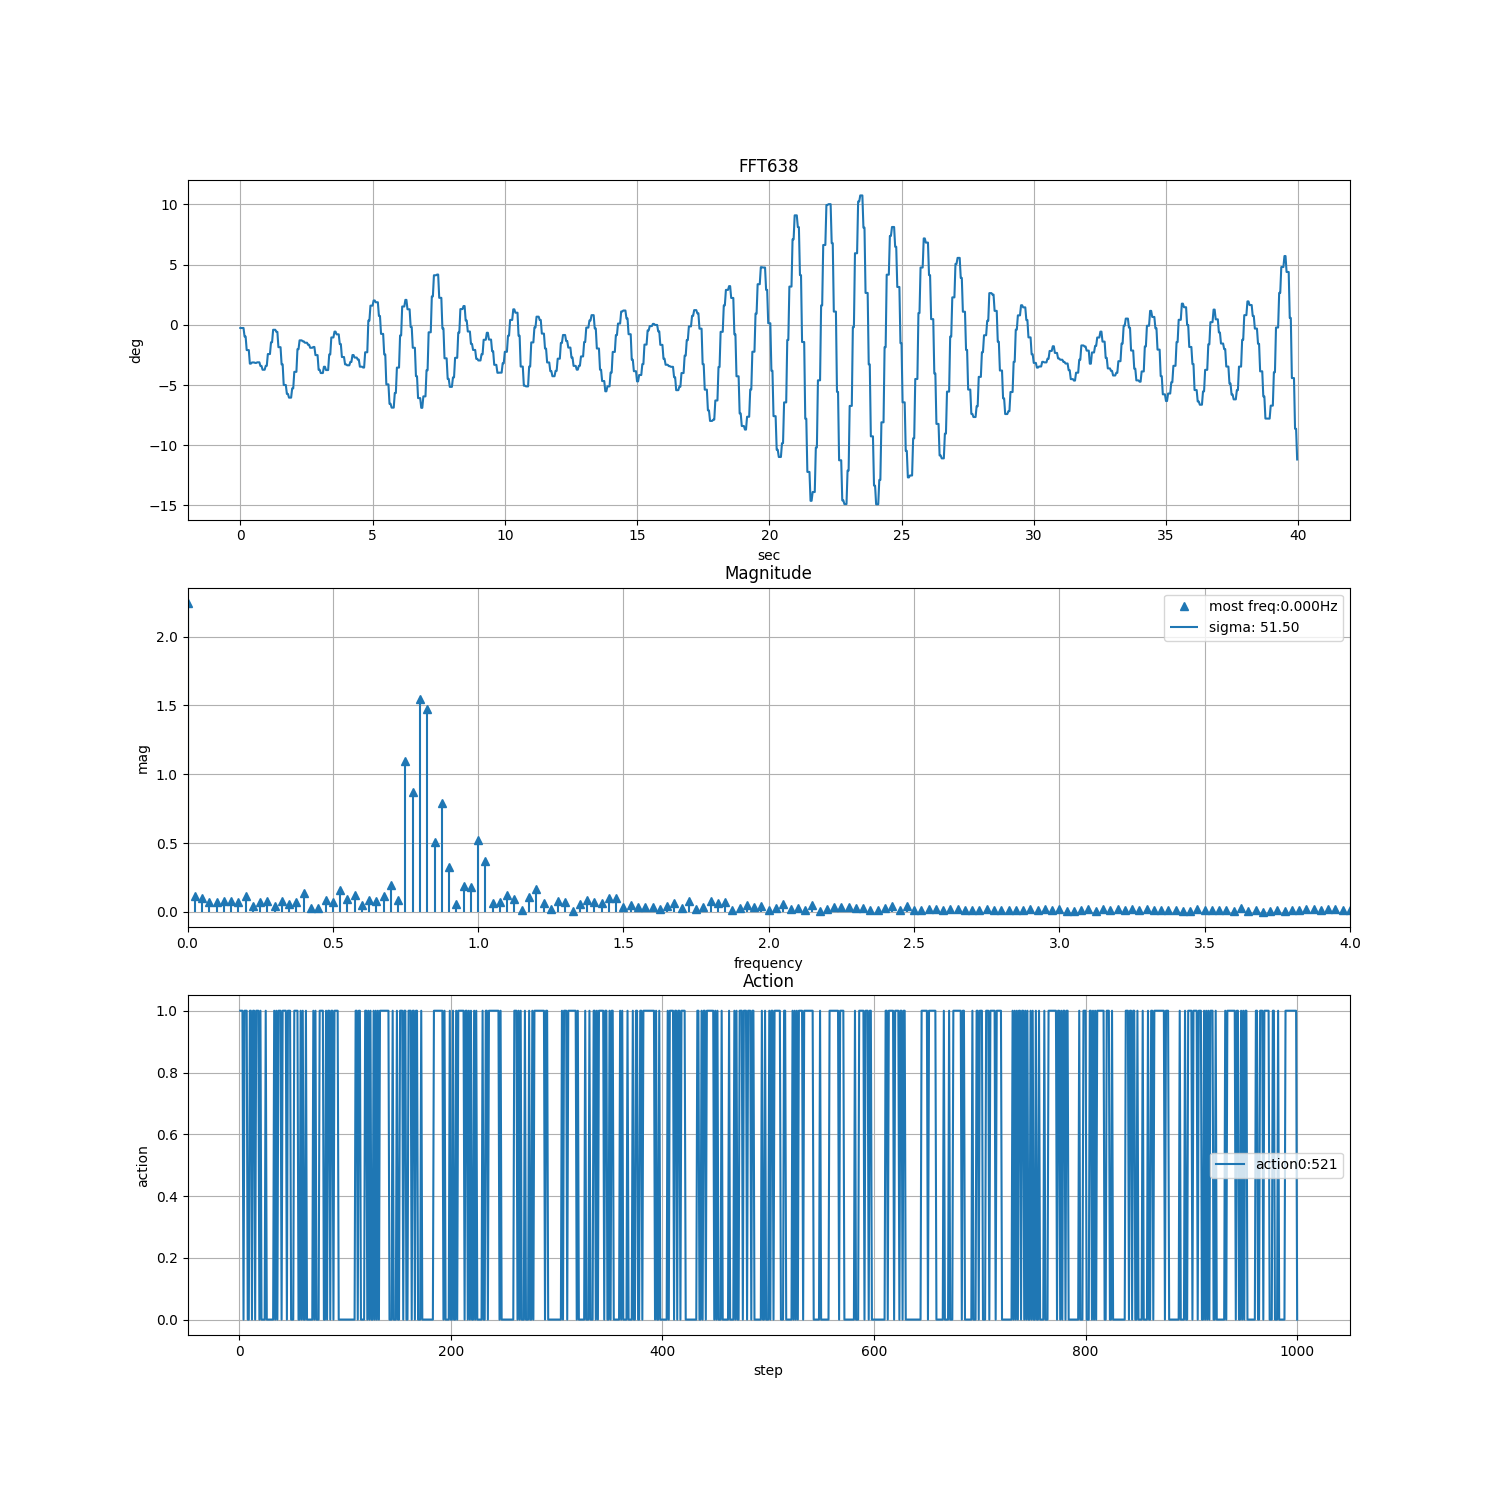 FFT638
10
5
0
−5
−10
−15
deg
0 5 10 15 20 25 30 35 40
sec
Magnitude
most freq:0.000Hz
sigma: 51.50
2.0
1.5
1.0
0.5
0.0
mag
0.0 0.5 1.0 1.5 2.0 2.5 3.0 3.5 4.0
frequency
Action
1.0
0.8
0.6
0.4
0.2
0.0
action
action0:521
0 200 400 600 800 1000
step